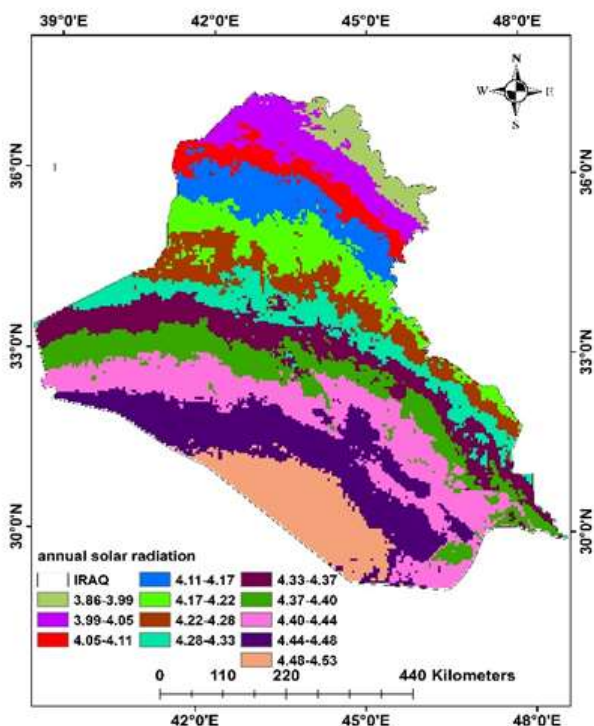 39°0'E 42°0'E 45°0'E 48°0'E
N
W E
S
36°0'N 36°0'N
33°0'N 33°0'N
30°0'N 30°0'N
annual solar radiation
IRAQ 4.11-4.17 4.33-4.37
3.86-3.99 4.17-4.22 4.37-4.40
3.99-4.05 4.22-4.28 4.40-4.44
4.05-4.11 4.28-4.33 4.44-4.48
4.48-4.53
0 110 220 440 Kilometers
42°0'E 45°0'E 48°0'E